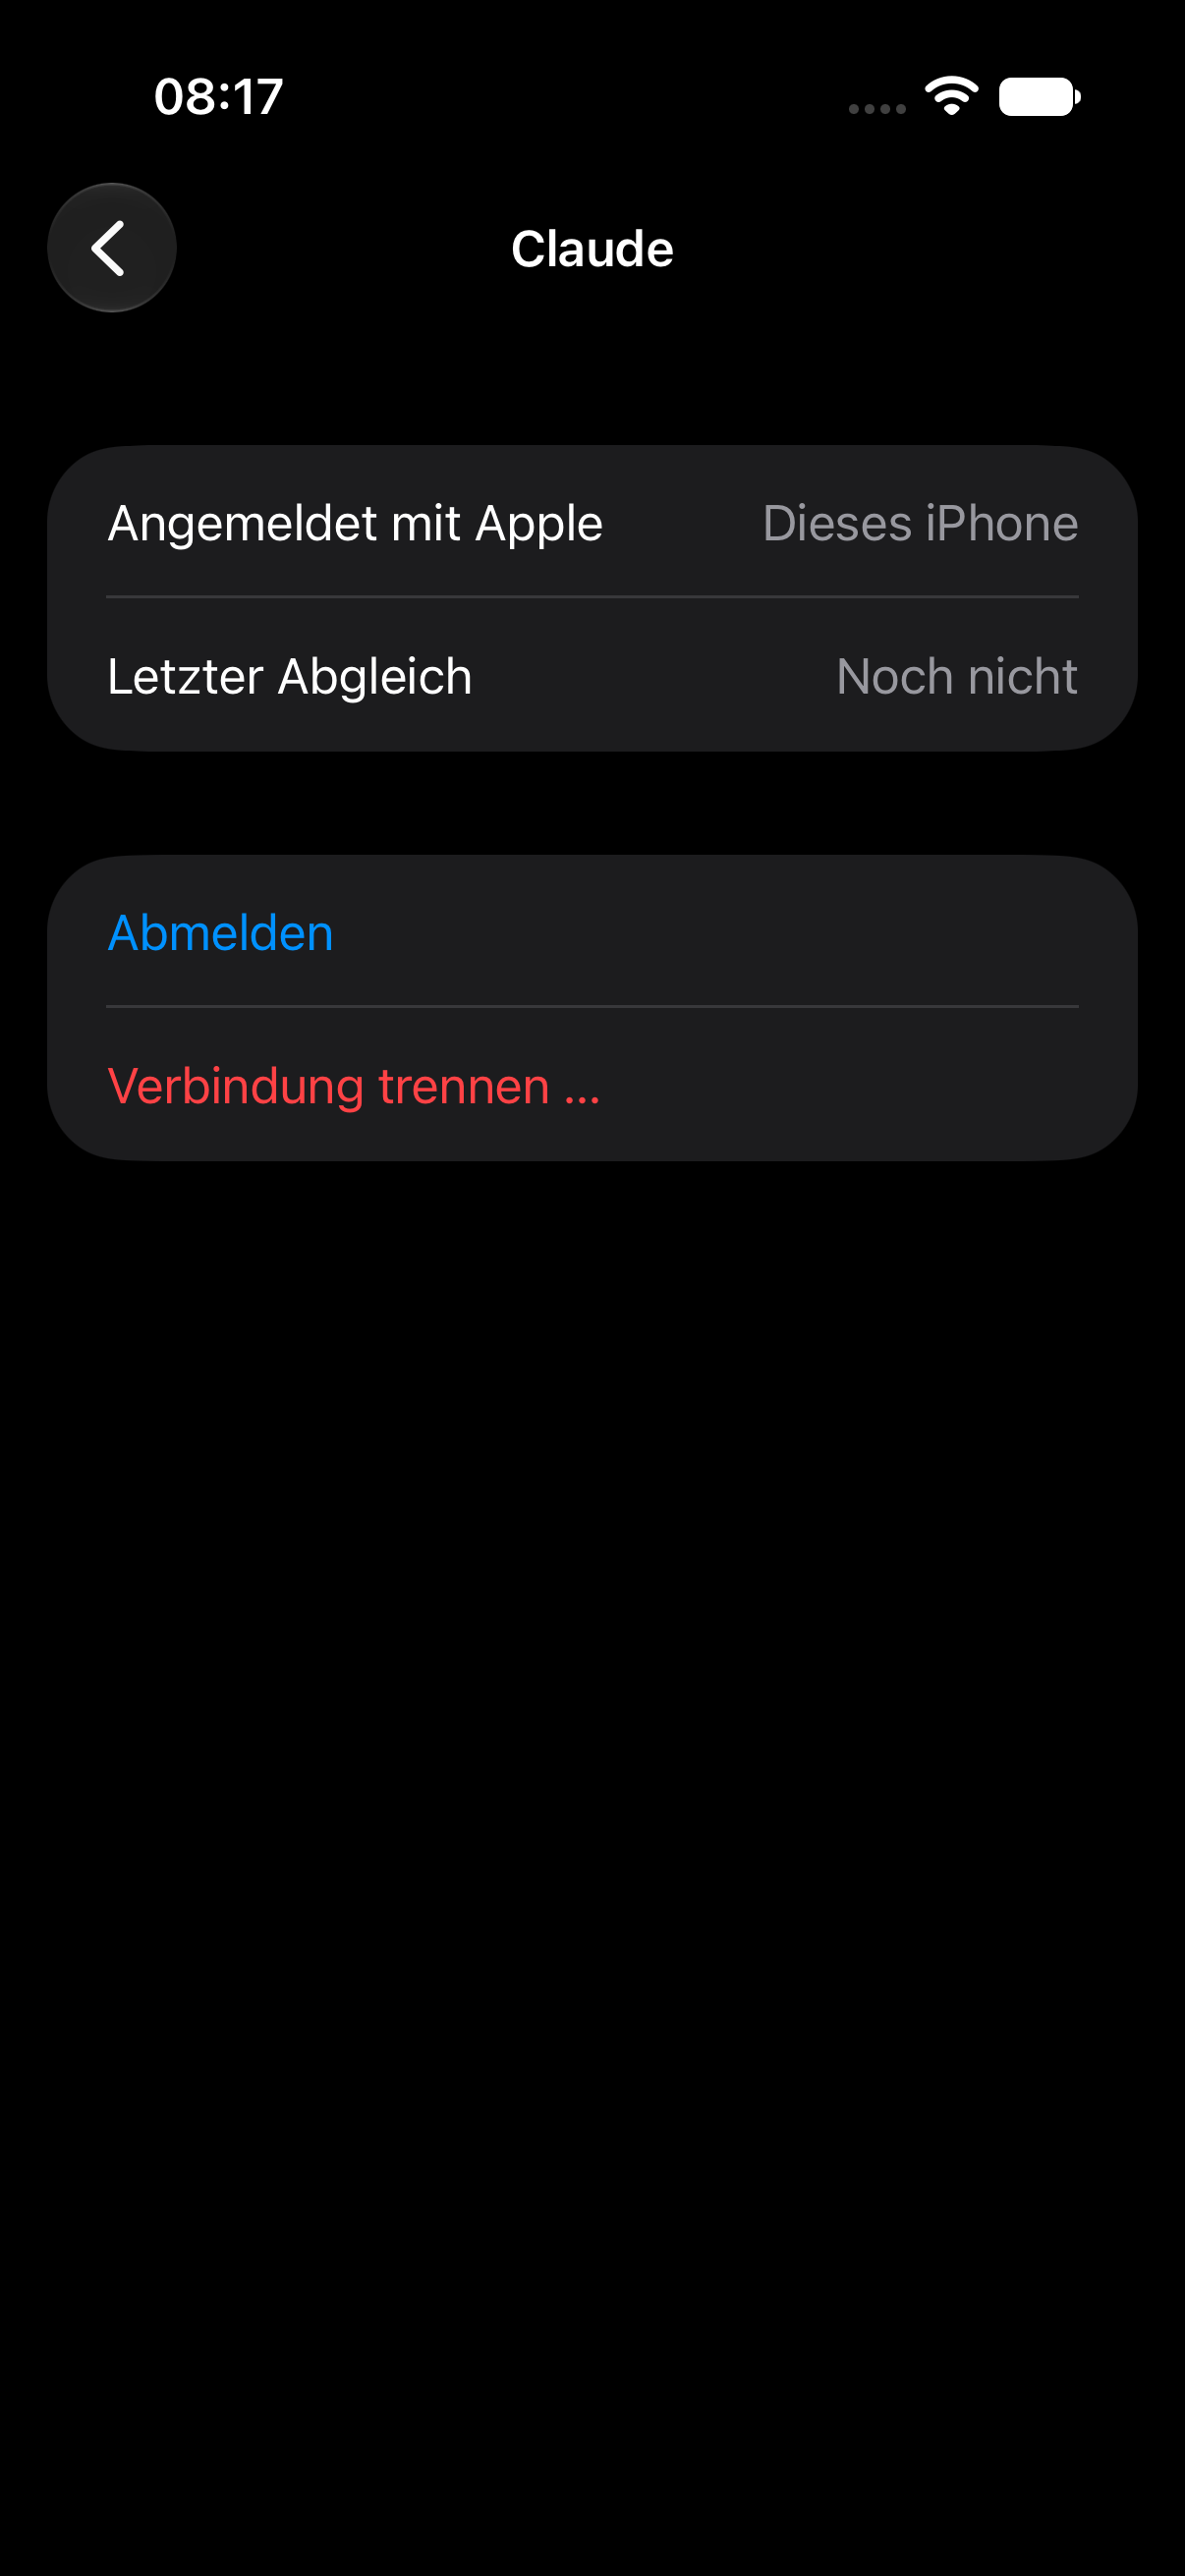 08:17
Claude
Angemeldet mit Apple Dieses iPhone
Letzter Abgleich Noch nicht
Abmelden
Verbindung trennen …